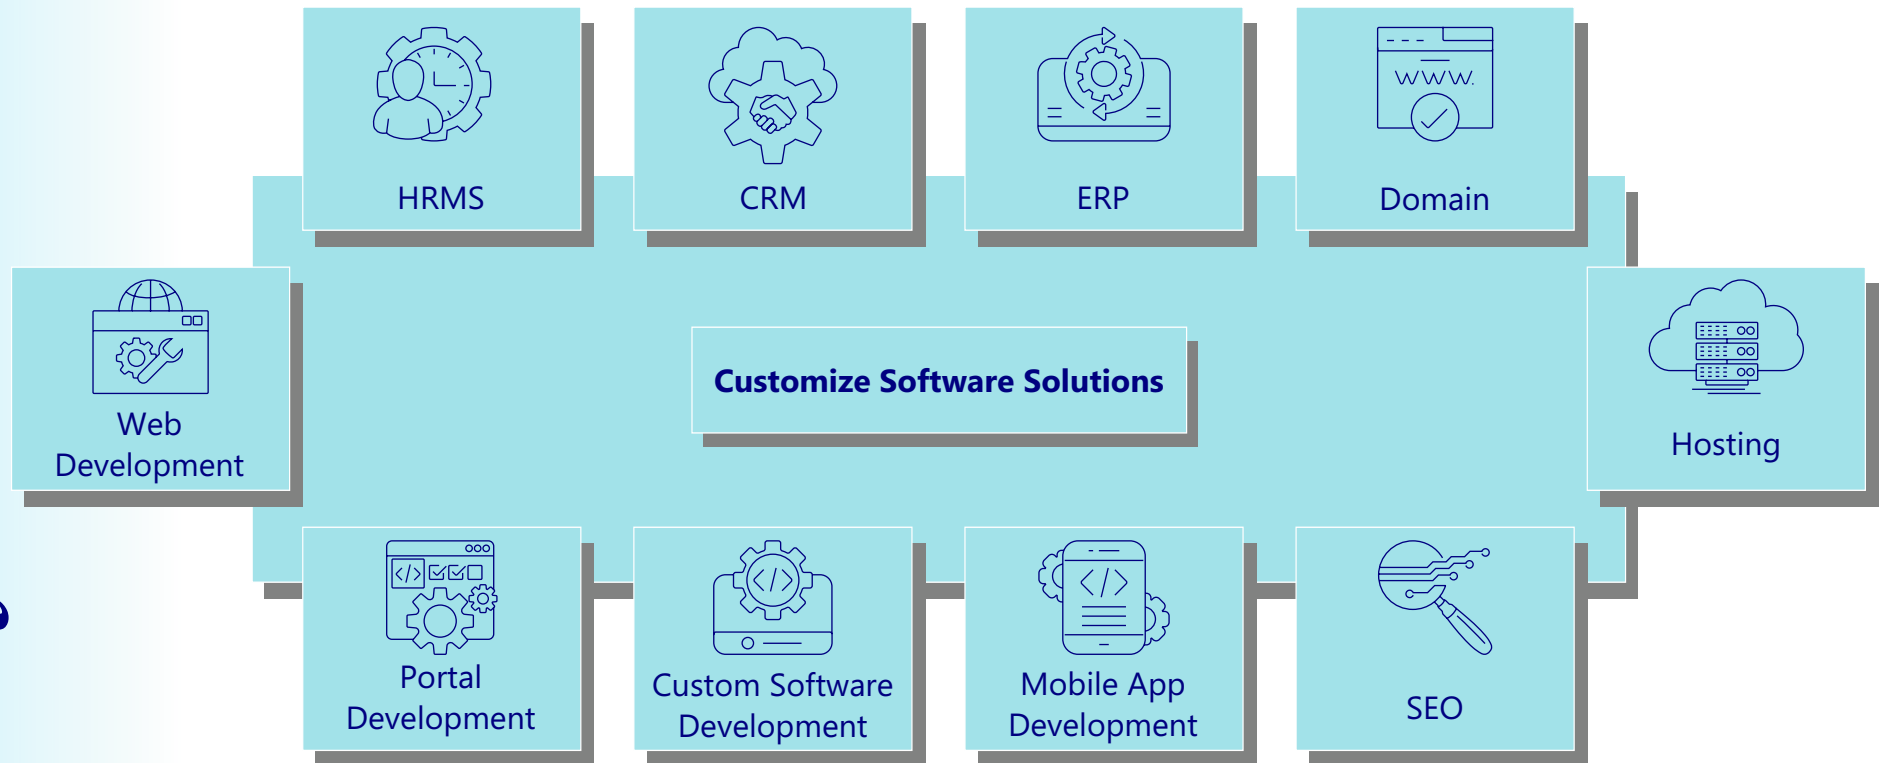 WWW.
HRMS
CRM
ERP
Domain
Web
Development
Customize Software Solutions
Hosting
Portal
Development
Custom Software
Development
Mobile App
Development
SEO